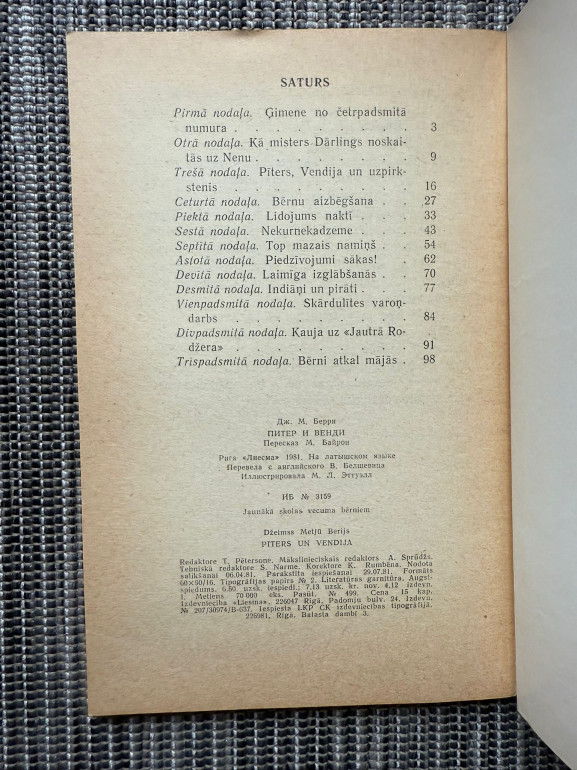 SATURS
Pirmā nodaļa. Ģimene no četrpadsmitā
numura . . . . . . . . . 3
Otrā nodaļa. Kā misters Dārlings noskai-
tās uz Nenu . . . . . . . . 9
Trešā nodaļa. Pīters, Vendija un uzpirk-
stenis . . . . . . . . . 16
Ceturtā nodaļa. Bērnu aizbēgšana . . 27
Piektā nodaļa. Lidojums naktī . . . 33
Sestā nodaļa. Nekurnekadzeme . . . 43
Septītā nodaļa. Top mazais namiņš . . 54
Astotā nodaļa. Piedzīvojumi sākas! . . 62
Devītā nodaļa. Laimīga izglābšanās . . 70
Desmitā nodaļa. Indiāņi un pirāti . . . 77
Vienpadsmitā nodaļa. Skārdulītes varoņ-
darbs . . . . . . . . . 84
Divpadsmitā nodaļa. Kauja uz «Jautrā Ro-
džera» . . . . . . . . . 91
Trispadsmitā nodaļa. Bērni atkal mājās . 98
Дж. М. Берри
ПИТЕР И ВЕНДИ
Пересказ М. Байрон
Рига «Лиесма» 1981. На латышском языке
Перевела с английского В. Белшевица
Иллюстрировала М. Л. Эттуэлл
ИБ № 3159
Jaunākā skolas vecuma bērniem
Džeimss Metjū Berijs
PĪTERS UN VENDIJA
Redaktore T. Pētersone. Mākslinieciskais redaktors A. Sprūdžs.
Tehniskā redaktore S. Narme. Korektore K. Rumbēna. Nodota
salikšanai 06.04.81. Parakstīta iespiešanai 29.07.81. Formāts
60×90/16. Tipogrāfijas papīrs № 2. Literatūras garnitūra. Augst-
spiedums. 6,50. uzsk. iespiedl.; 7,13 uzsk. kr. nov. 4,12 izdevn.
l. Metiens 70 000 eks. Pasūt. № 499. Cena 15 kap.
Izdevniecība «Liesma», 226047 Rīgā, Padomju bulv. 24. Izdevn.
№ 207/30974/B-637. Iespiesta LKP CK izdevniecības tipogrāfijā,
226981, Rīgā, Balasta dambī 3.